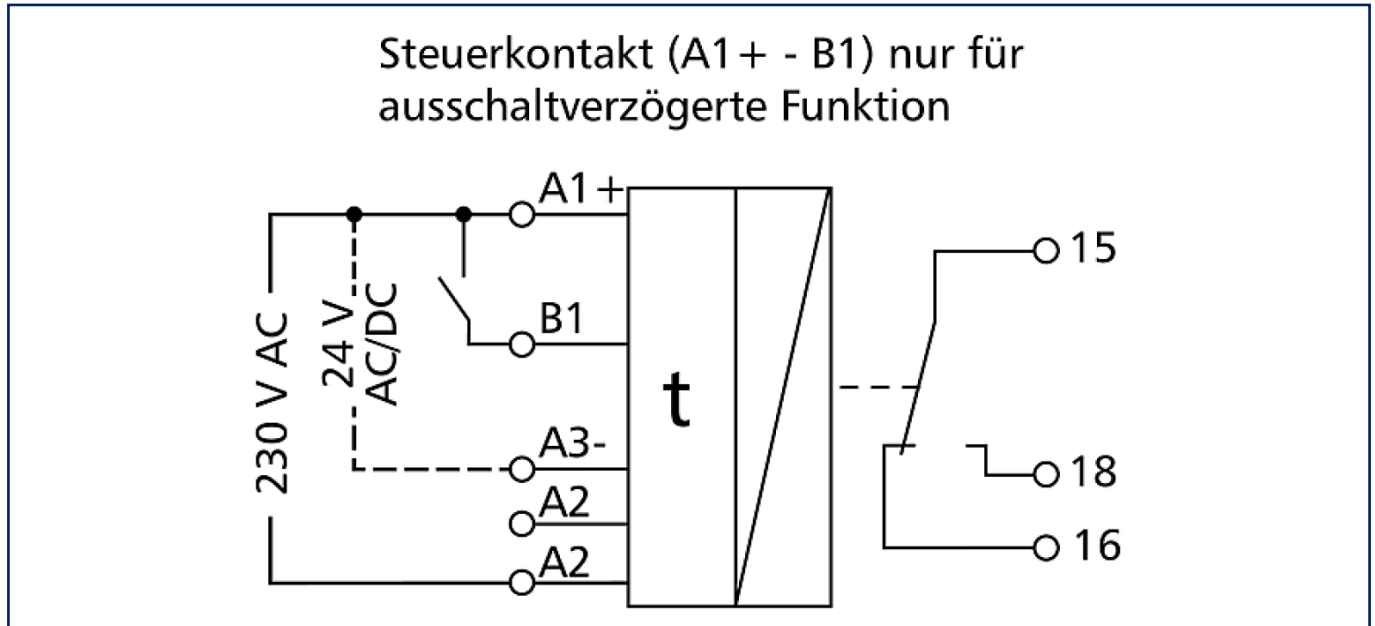 Steuerkontakt (A1+ - B1) nur für
ausschaltverzögerte Funktion
A1+
15
230 V AC
24 V
AC/DC
B1
t
A3-
A2
18
A2
16